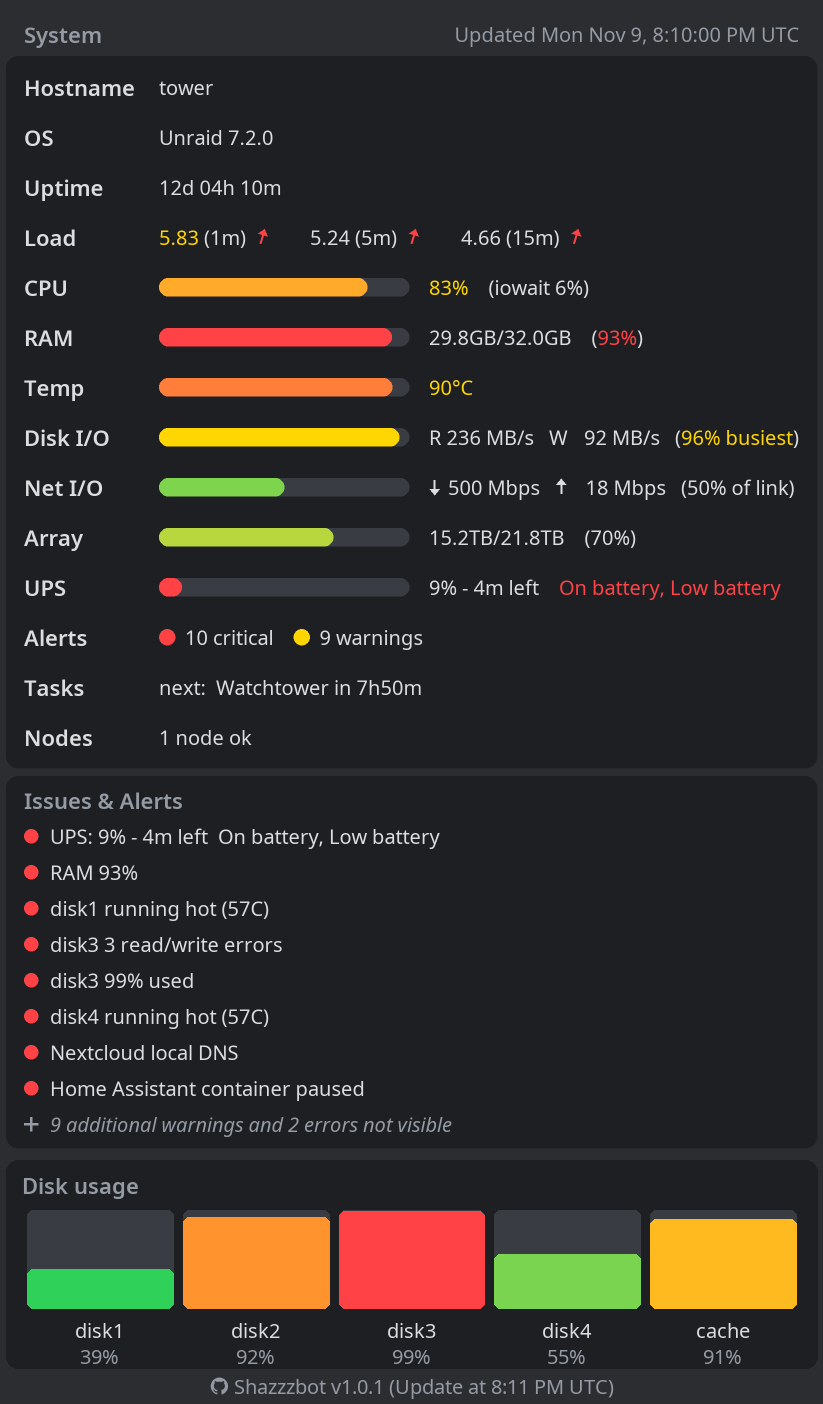 System Updated Mon Nov 9, 8:10:00 PM UTC
Hostname tower
OS Unraid 7.2.0
Uptime 12d 04h 10m
Load 5.83 (1m) ↑ 5.24 (5m) ↑ 4.66 (15m) ↑
CPU 83% (iowait 6%)
RAM 29.8GB/32.0GB (93%)
Temp 90°C
Disk I/O R 236 MB/s W 92 MB/s (96% busiest)
Net I/O ↓ 500 Mbps ↑ 18 Mbps (50% of link)
Array 15.2TB/21.8TB (70%)
UPS 9% - 4m left On battery, Low battery
Alerts 10 critical 9 warnings
Tasks next: Watchtower in 7h50m
Nodes 1 node ok
Issues & Alerts
UPS: 9% - 4m left On battery, Low battery
RAM 93%
disk1 running hot (57C)
disk3 3 read/write errors
disk3 99% used
disk4 running hot (57C)
Nextcloud local DNS
Home Assistant container paused
+ 9 additional warnings and 2 errors not visible
Disk usage
disk1 disk2 disk3 disk4 cache
39% 92% 99% 55% 91%
Shazzzbot v1.0.1 (Update at 8:11 PM UTC)